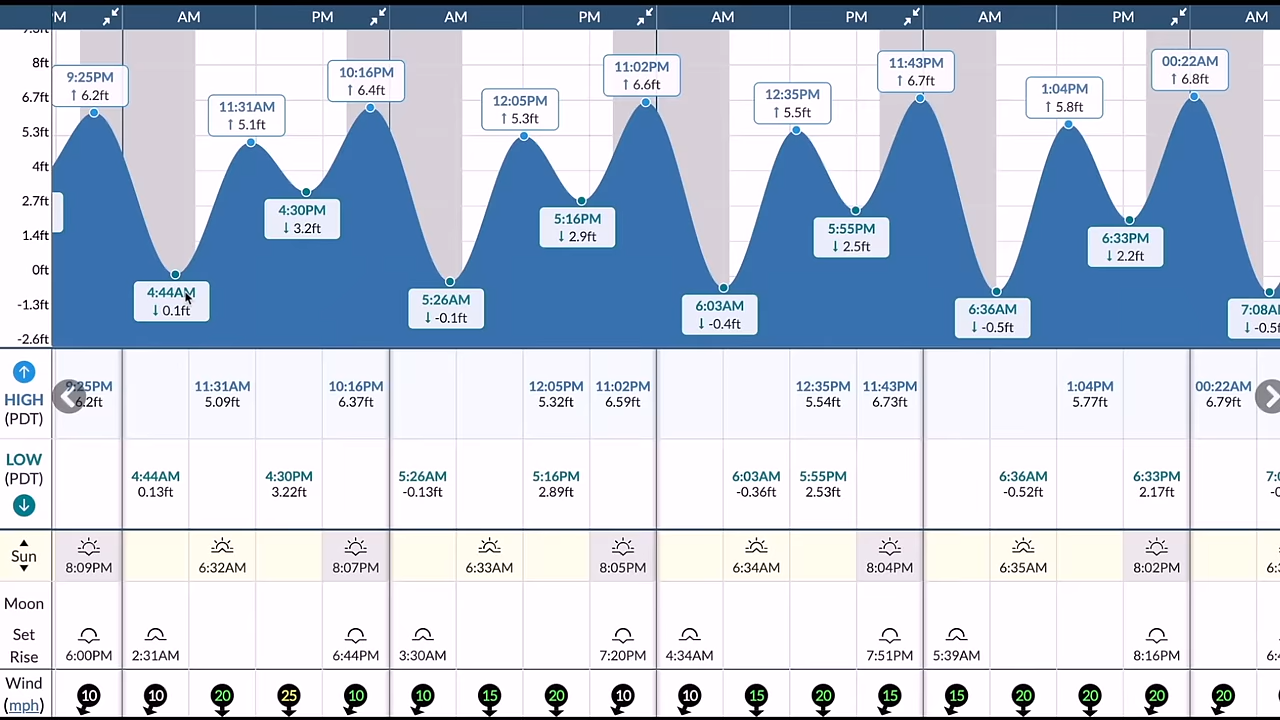 AM PM AM PM AM PM AM PM AM
8ft
6.7ft
5.3ft
4ft
2.7ft
1.4ft
0ft
-1.3ft
-2.6ft
9:25PM
↑ 6.2ft
4:44AM
↓ 0.1ft
11:31AM
↑ 5.1ft
4:30PM
↓ 3.2ft
10:16PM
↑ 6.4ft
5:26AM
↓ -0.1ft
12:05PM
↑ 5.3ft
5:16PM
↓ 2.9ft
11:02PM
↑ 6.6ft
6:03AM
↓ -0.4ft
12:35PM
↑ 5.5ft
5:55PM
↓ 2.5ft
11:43PM
↑ 6.7ft
6:36AM
↓ -0.5ft
1:04PM
↑ 5.8ft
6:33PM
↓ 2.2ft
00:22AM
↑ 6.8ft
7:08A
↓ -0.5f
HIGH
(PDT)
9:25PM 11:31AM 10:16PM 12:05PM 11:02PM 12:35PM 11:43PM 1:04PM 00:22AM
6.2ft 5.09ft 6.37ft 5.32ft 6.59ft 5.54ft 6.73ft 5.77ft 6.79ft
LOW
(PDT)
4:44AM 4:30PM 5:26AM 5:16PM 6:03AM 5:55PM 6:36AM 6:33PM
0.13ft 3.22ft -0.13ft 2.89ft -0.36ft 2.53ft -0.52ft 2.17ft
Sun
8:09PM 6:32AM 8:07PM 6:33AM 8:05PM 6:34AM 8:04PM 6:35AM 8:02PM
Moon
Set
Rise
6:00PM 2:31AM 6:44PM 3:30AM 7:20PM 4:34AM 7:51PM 5:39AM 8:16PM
Wind
(mph)
10 10 20 25 10 10 15 20 10 10 15 20 15 15 20 20 20 20